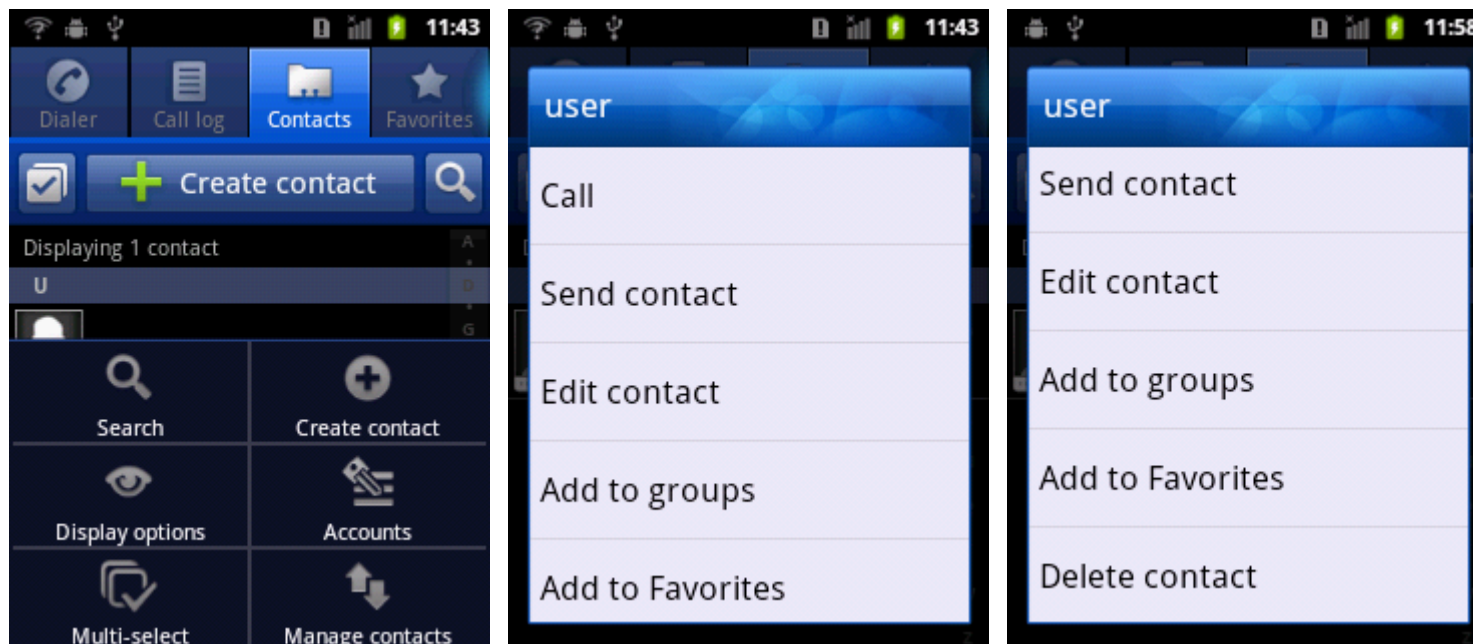 11:43
Dialer Call log Contacts Favorites
Create contact
Displaying 1 contact
A
U
D
G
Search Create contact
Display options Accounts
Multi-select Manage contacts
11:43
user
Call
Send contact
Edit contact
Add to groups
Add to Favorites
Z
11:58
user
Send contact
Edit contact
Add to groups
Add to Favorites
Delete contact